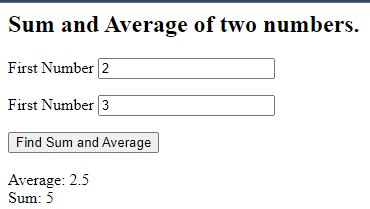 Sum and Average of two numbers.
First Number 2
First Number 3
Find Sum and Average
Average: 2.5
Sum: 5